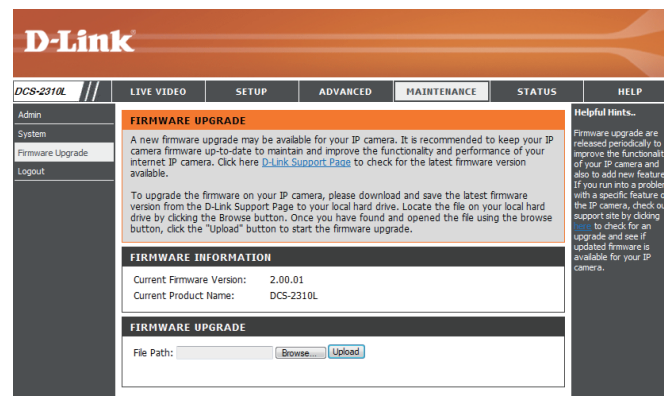 D-Link
DCS-2310L
LIVE VIDEO
SETUP
ADVANCED
MAINTENANCE
STATUS
HELP
Admin
System
Firmware Upgrade
Logout
FIRMWARE UPGRADE
A new firmware upgrade may be available for your IP camera. It is recommended to keep your IP
camera firmware up-to-date to maintain and improve the functionality and performance of your
internet IP camera. Click here D-Link Support Page to check for the latest firmware version
available.
To upgrade the firmware on your IP camera, please download and save the latest firmware
version from the D-Link Support Page to your local hard drive. Locate the file on your local hard
drive by clicking the Browse button. Once you have found and opened the file using the browse
button, click the "Upload" button to start the firmware upgrade.
FIRMWARE INFORMATION
Current Firmware Version: 2.00.01
Current Product Name: DCS-2310L
FIRMWARE UPGRADE
File Path: Browse... Upload
Helpful Hints..
Firmware upgrade are
released periodically to
improve the functionalit
of your IP camera and
also to add new feature
If you run into a problem
with a specific feature o
the IP camera, check ou
support site by clicking
here to check for an
upgrade and see if
updated firmware is
available for your IP
camera.